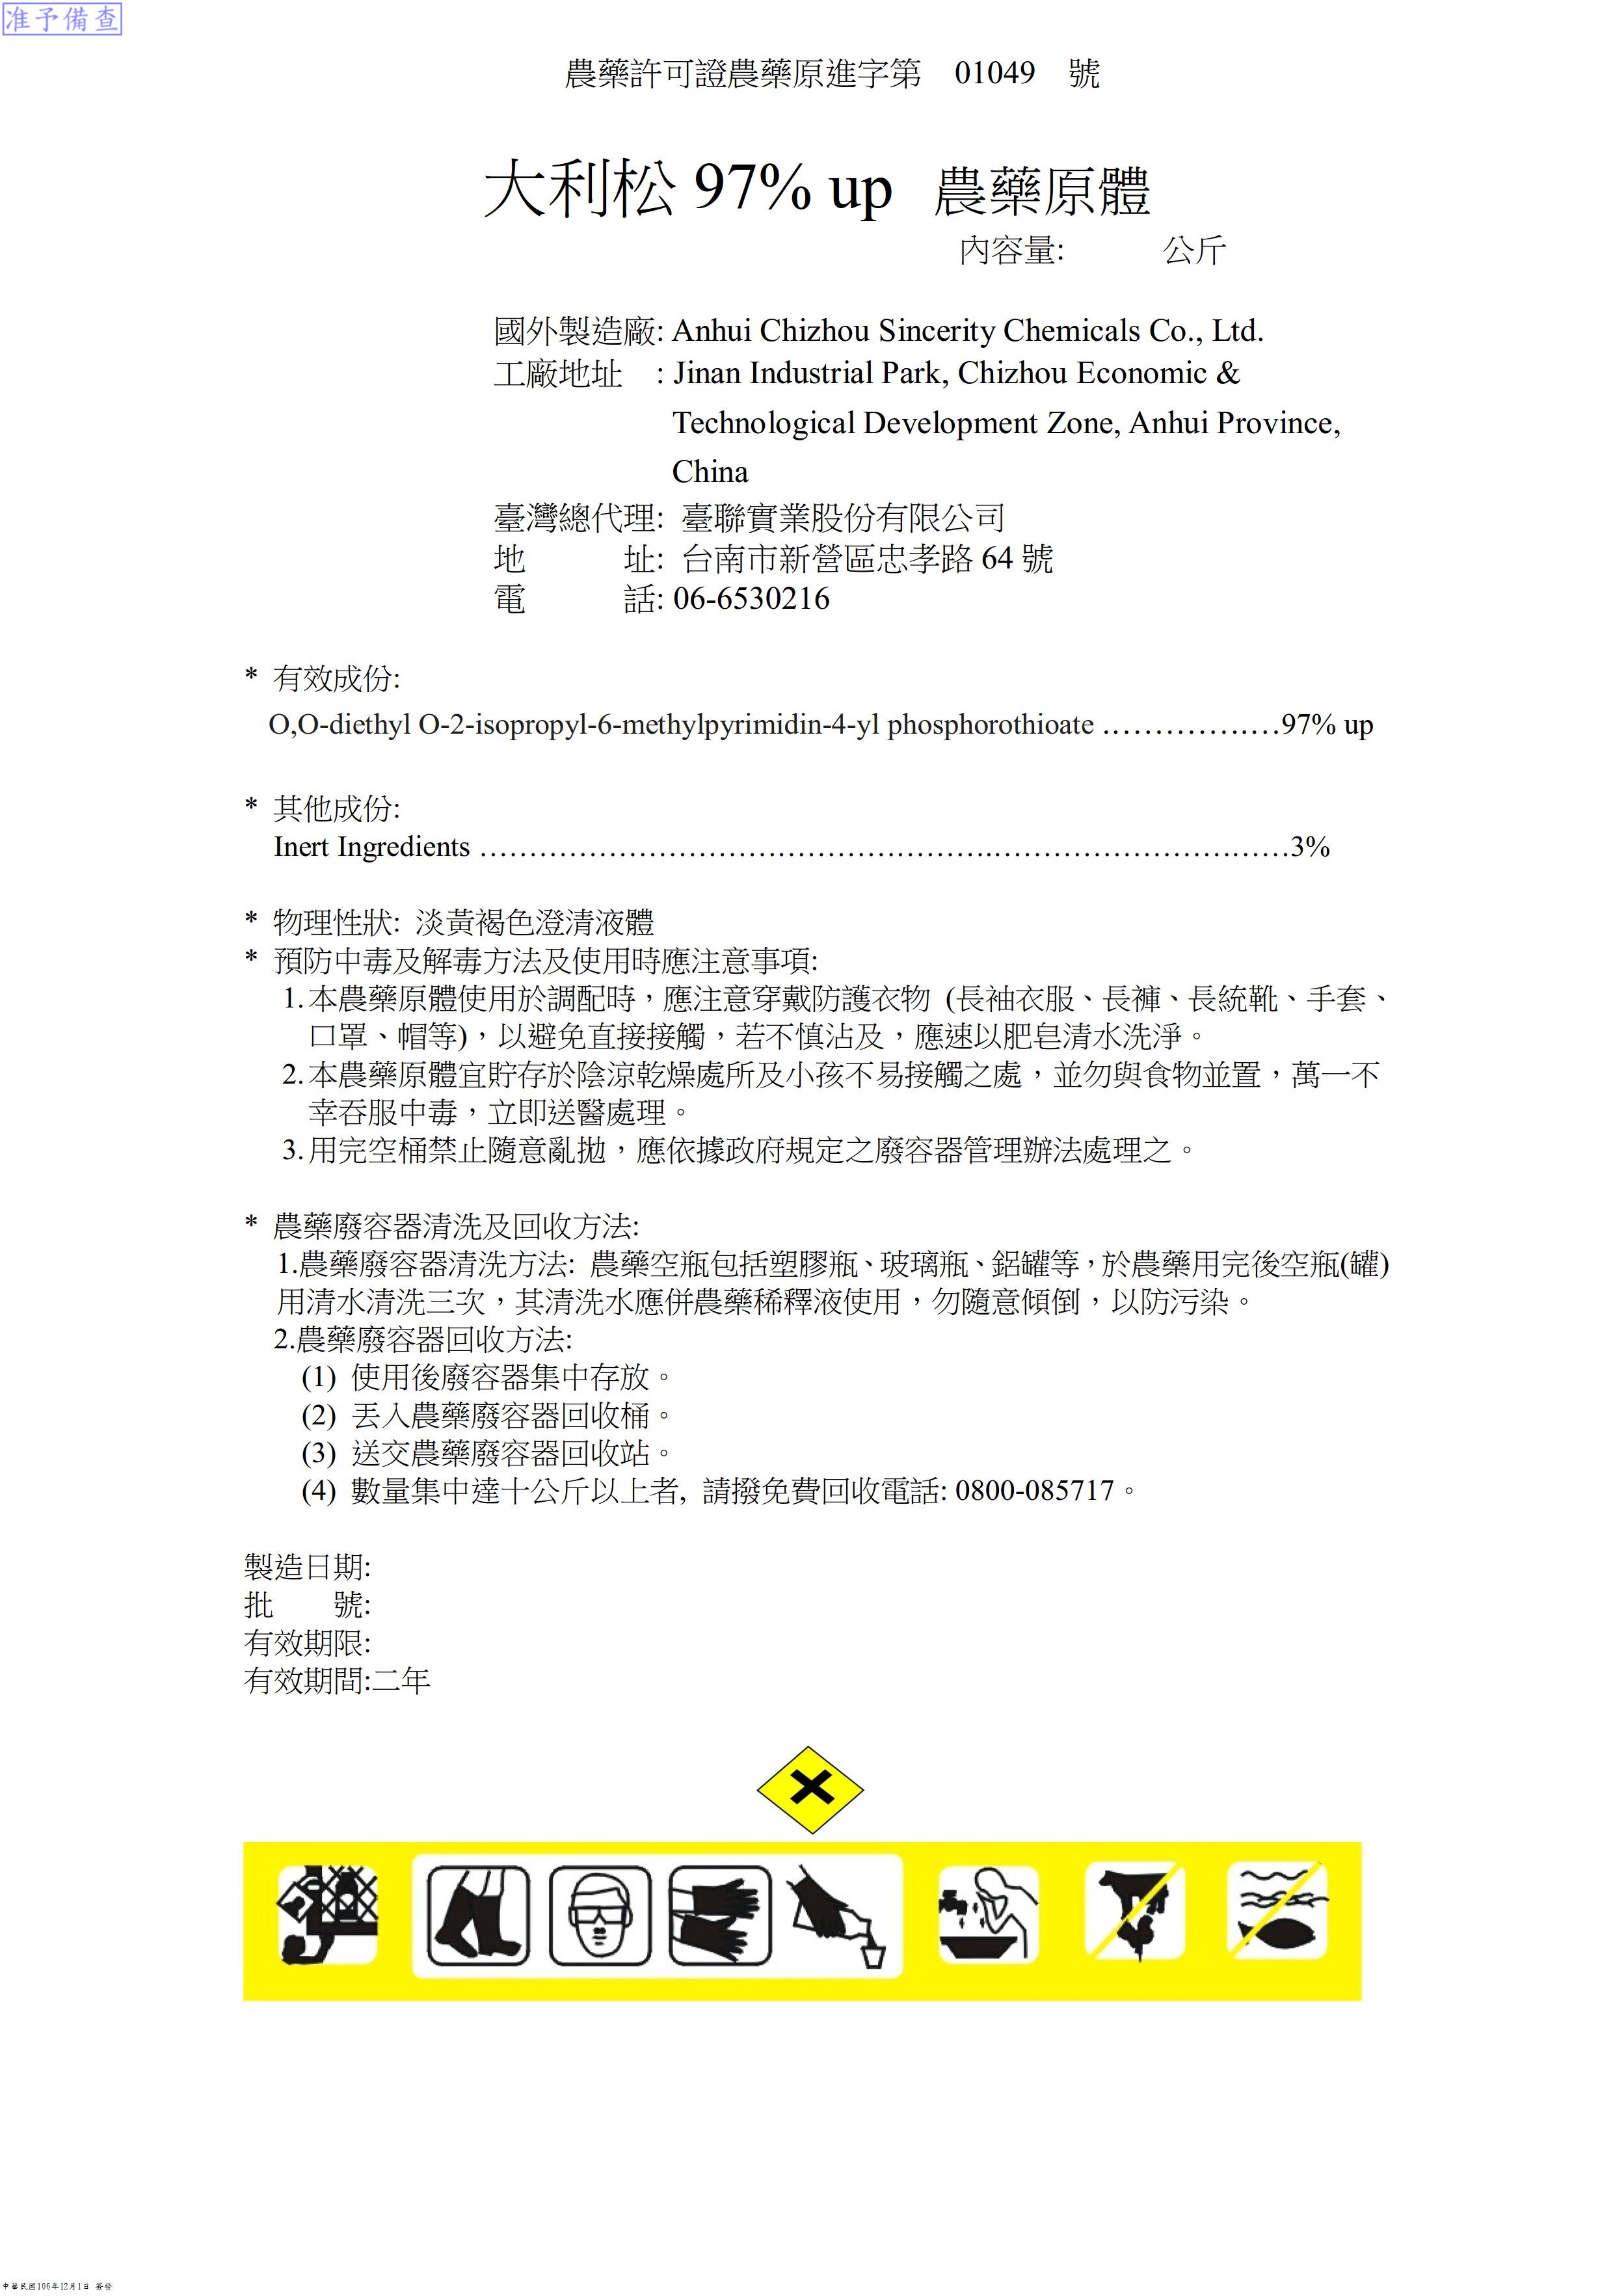 准予備查
農藥許可證農藥原進字第 01049 號
大利松 97% up 農藥原體
內容量: 公斤
國外製造廠: Anhui Chizhou Sincerity Chemicals Co., Ltd.
工廠地址 : Jinan Industrial Park, Chizhou Economic &
Technological Development Zone, Anhui Province,
China
臺灣總代理: 臺聯實業股份有限公司
地 址: 台南市新營區忠孝路 64 號
電 話: 06-6530216
* 有效成份:
O,O-diethyl O-2-isopropyl-6-methylpyrimidin-4-yl phosphorothioate ………………97% up
* 其他成份:
Inert Ingredients …………………………………………………………………………3%
* 物理性狀: 淡黃褐色澄清液體
* 預防中毒及解毒方法及使用時應注意事項:
1. 本農藥原體使用於調配時，應注意穿戴防護衣物 (長袖衣服、長褲、長統靴、手套、
口罩、帽等)，以避免直接接觸，若不慎沾及，應速以肥皂清水洗淨。
2. 本農藥原體宜貯存於陰涼乾燥處所及小孩不易接觸之處，並勿與食物並置，萬一不
幸吞服中毒，立即送醫處理。
3. 用完空桶禁止隨意亂拋，應依據政府規定之廢容器管理辦法處理之。
* 農藥廢容器清洗及回收方法:
1.農藥廢容器清洗方法: 農藥空瓶包括塑膠瓶、玻璃瓶、鋁罐等，於農藥用完後空瓶(罐)
用清水清洗三次，其清洗水應併農藥稀釋液使用，勿隨意傾倒，以防污染。
2.農藥廢容器回收方法:
(1) 使用後廢容器集中存放。
(2) 丟入農藥廢容器回收桶。
(3) 送交農藥廢容器回收站。
(4) 數量集中達十公斤以上者, 請撥免費回收電話: 0800-085717。
製造日期:
批 號:
有效期限:
有效期間:二年
中華民國106年12月1日 簽發